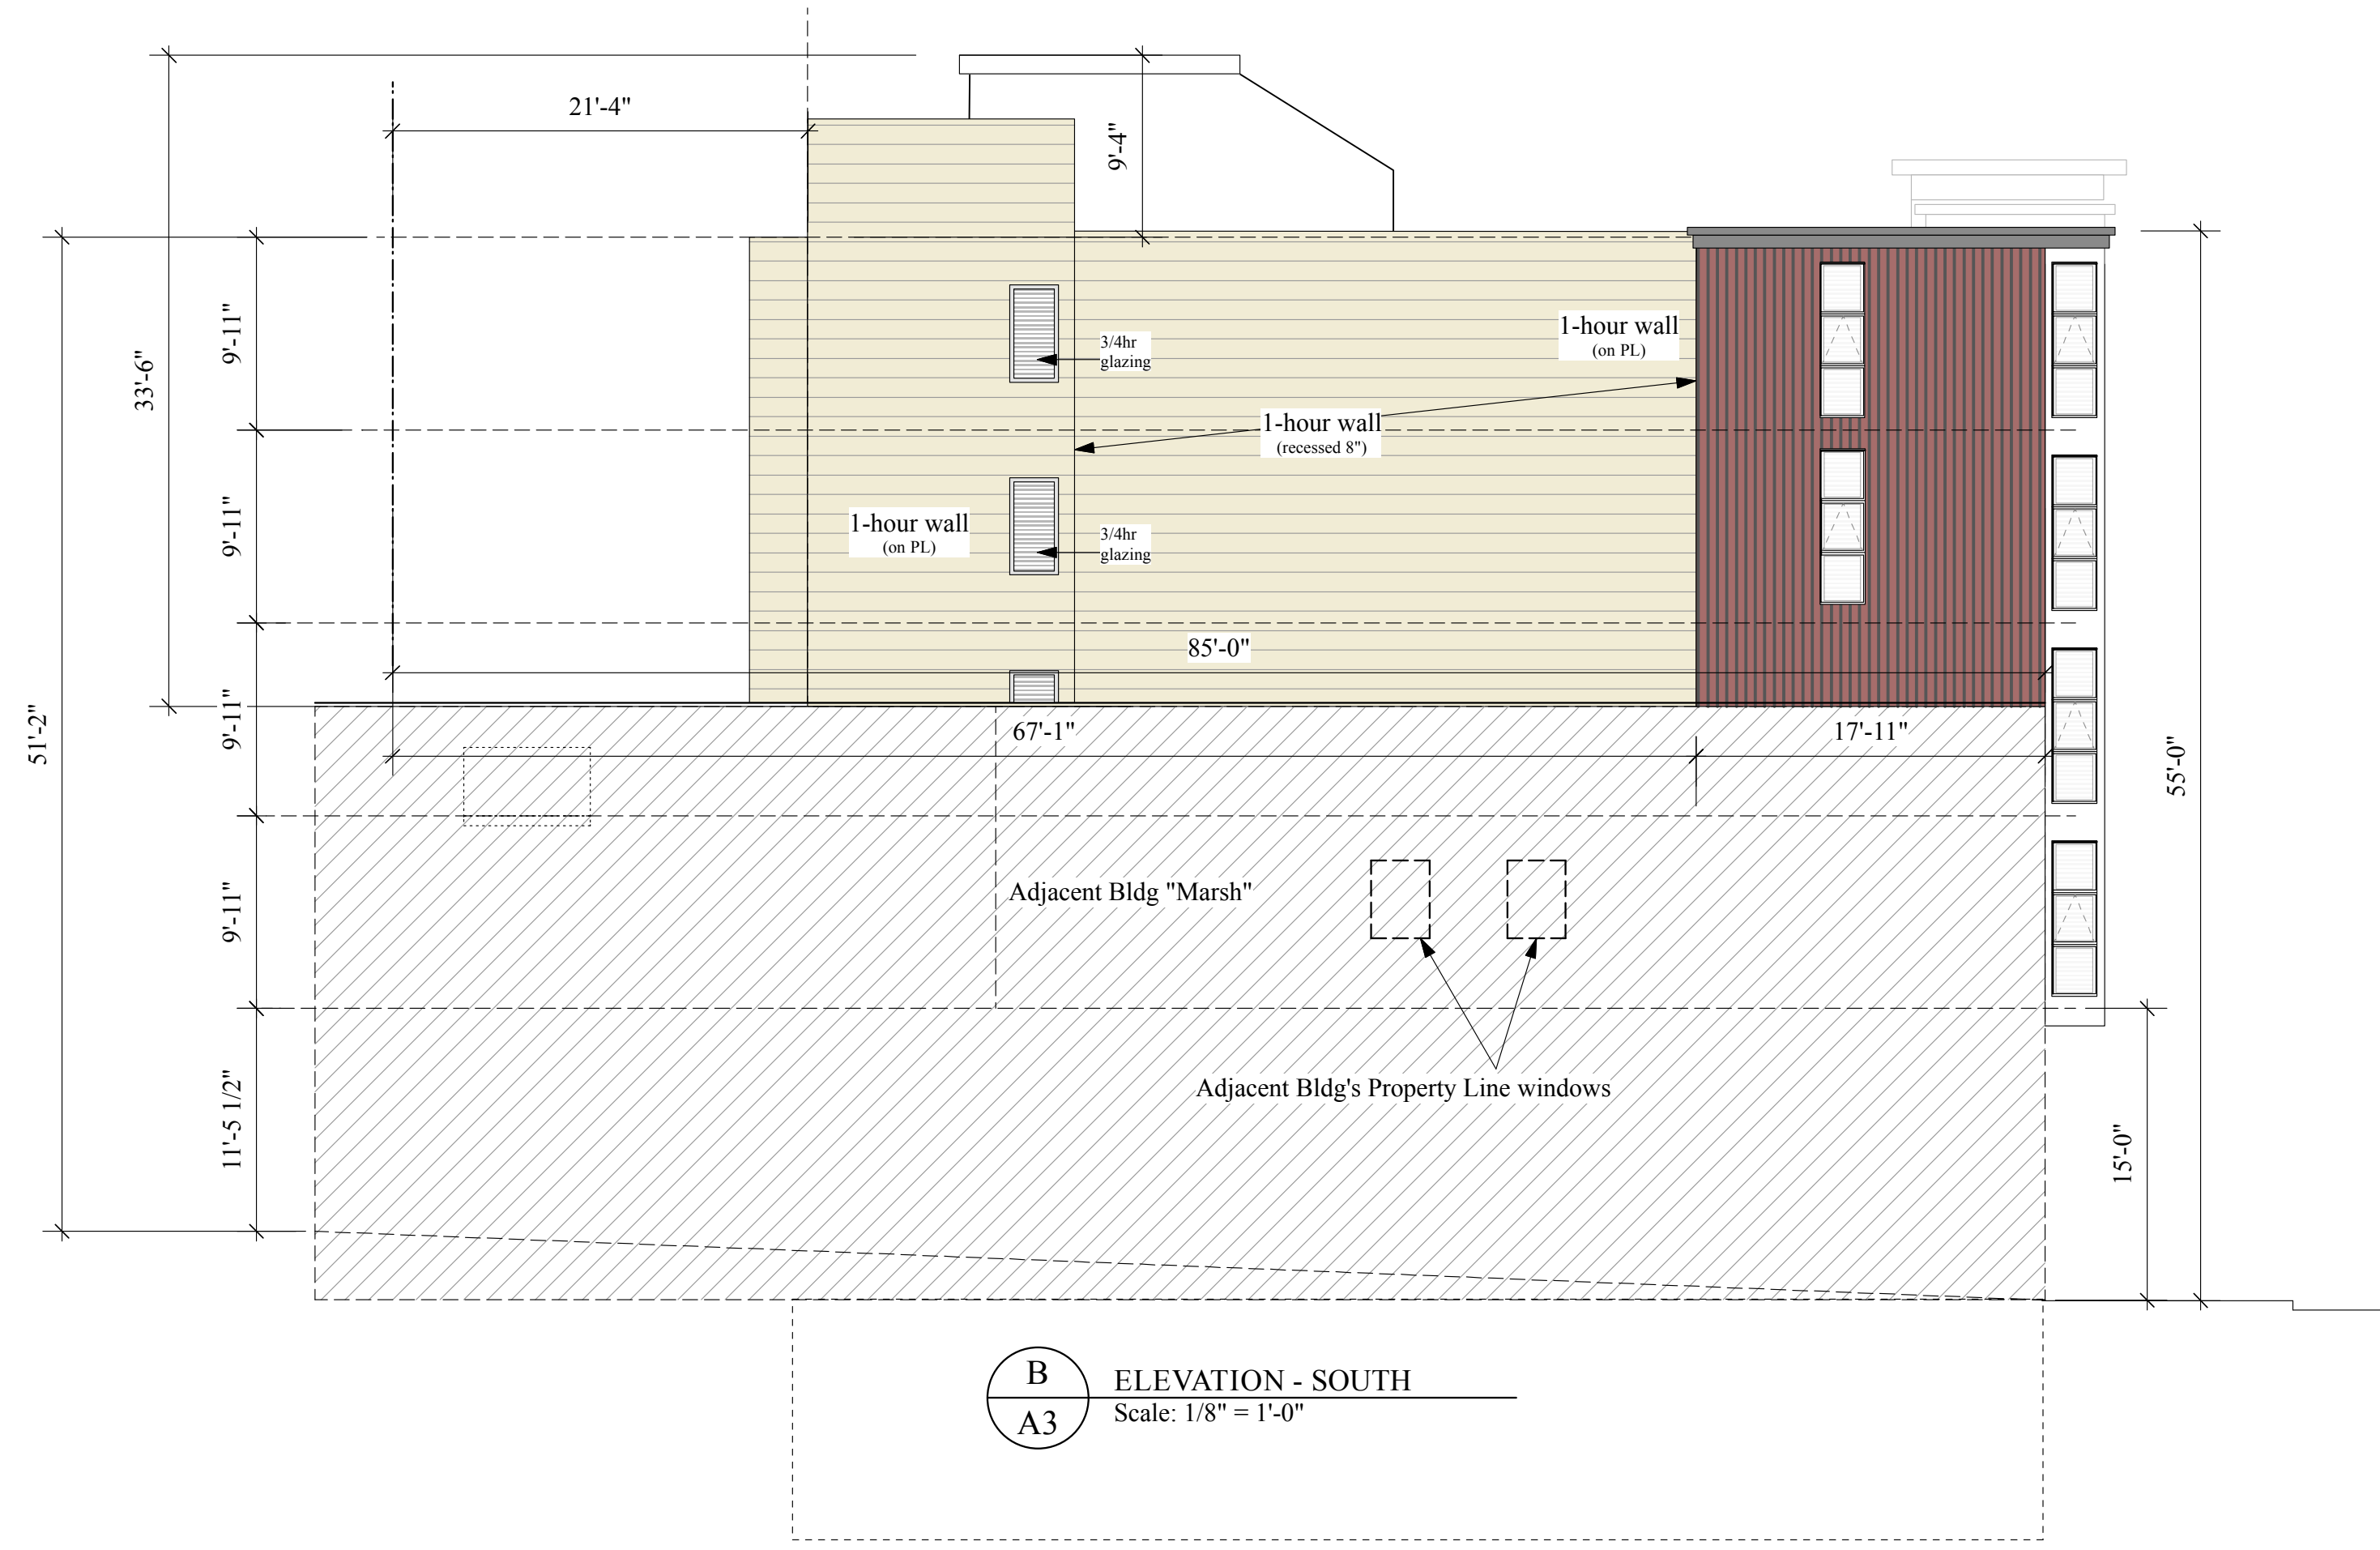 21'-4"
9'-4"
33'-6"
9'-11"
3/4hr
glazing
1-hour wall
(on PL)
1-hour wall
(recessed 8")
9'-11"
1-hour wall
(on PL)
3/4hr
glazing
85'-0"
51'-2"
9'-11"
67'-1"
17'-11"
55'-0"
9'-11"
Adjacent Bldg "Marsh"
Adjacent Bldg's Property Line windows
11'-5 1/2"
15'-0"
B
A3
ELEVATION - SOUTH
Scale: 1/8" = 1'-0"